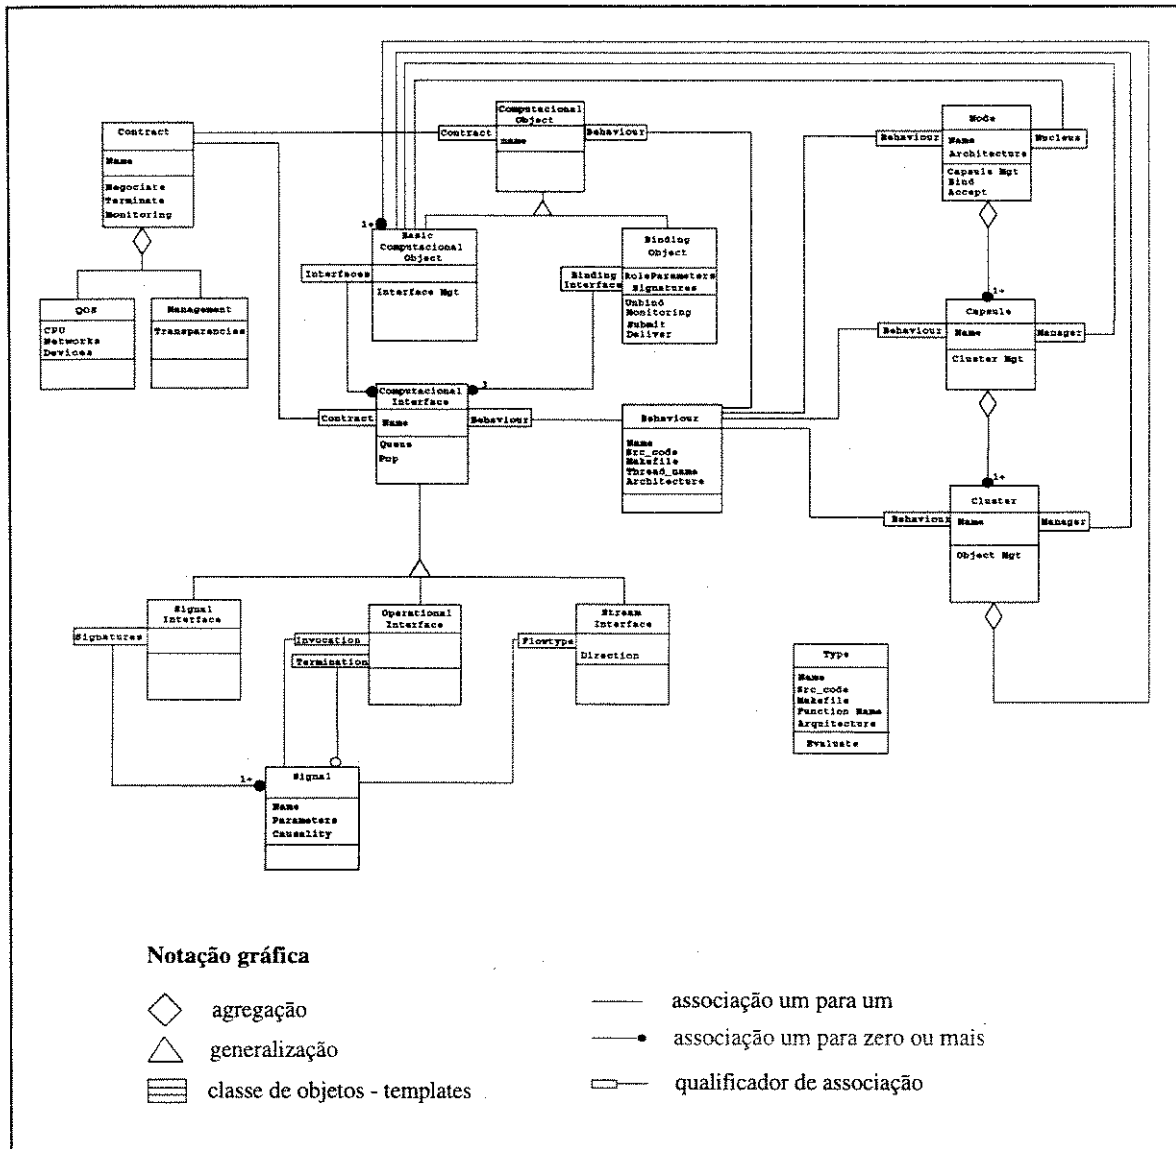 Contract
Name
Negociate
Terminate
Monitoring
QOS
CPU
Networks
Devices
Management
Transparencies
Contract
Computacional
Object
name
Behaviour
1+
Basic
Computacional
Object
Interfaces
Interface Mgt
Binding
Object
Binding
Interface
RoleParameters
Signatures
Unbind
Monitoring
Submit
Deliver
Node
Behaviour
Name
Architecture
Nucleus
Capsule Mgt
Bind
Accept
1+
Capsule
Behaviour
Name
Manager
Cluster Mgt
1+
Cluster
Behaviour
Name
Manager
Object Mgt
Computacional
Interface
1
Contract
Name
Behaviour
Queue
Pop
Behaviour
Name
Src_code
Makefile
Thread_name
Architecture
Signal
Interface
Signatures
Operational
Interface
Invocation
Termination
Stream
Interface
Flowtype
Direction
Type
Name
Src_code
Makefile
Function Name
Arquitecture
Evaluate
1+
Signal
Name
Parameters
Causality
Notação gráfica
agregação
generalização
classe de objetos - templates
associação um para um
associação um para zero ou mais
qualificador de associação